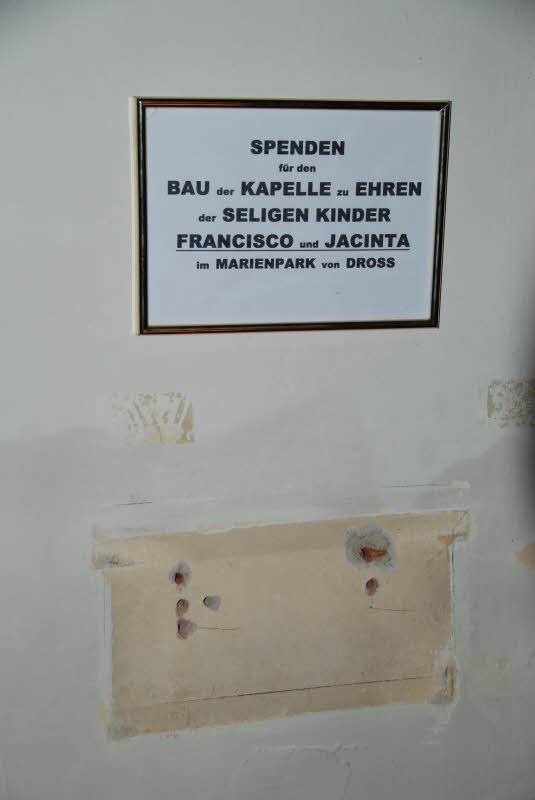 SPENDEN
für den
BAU der KAPELLE zu EHREN
der SELIGEN KINDER
FRANCISCO und JACINTA
im MARIENPARK von DROSS